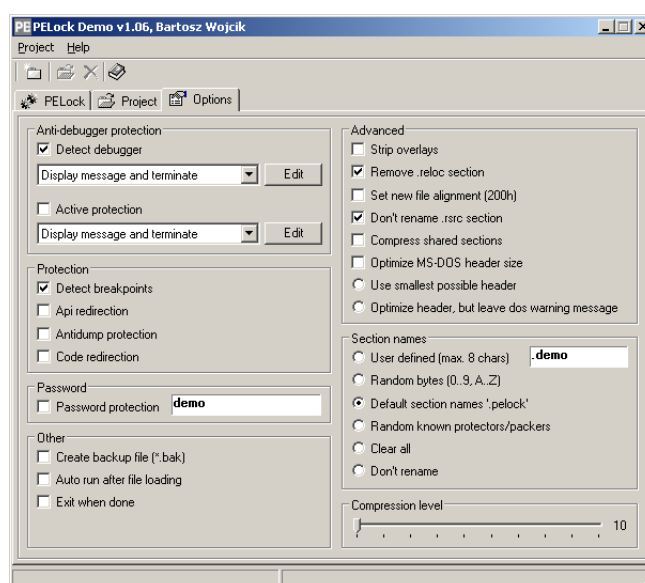 PELock Demo v1.06, Bartosz Wojcik
Project Help
PELock Project Options
Anti-debugger protection
Detect debugger
Display message and terminate Edit
Active protection
Display message and terminate Edit
Protection
Detect breakpoints
Api redirection
Antidump protection
Code redirection
Password
Password protection demo
Other
Create backup file (*.bak)
Auto run after file loading
Exit when done
Advanced
Strip overlays
Remove .reloc section
Set new file alignment (200h)
Don't rename .rsrc section
Compress shared sections
Optimize MS-DOS header size
Use smallest possible header
Optimize header, but leave dos warning message
Section names
User defined (max. 8 chars) .demo
Random bytes (0..9, A..Z)
Default section names '.pelock'
Random known protectors/packers
Clear all
Don't rename
Compression level
10